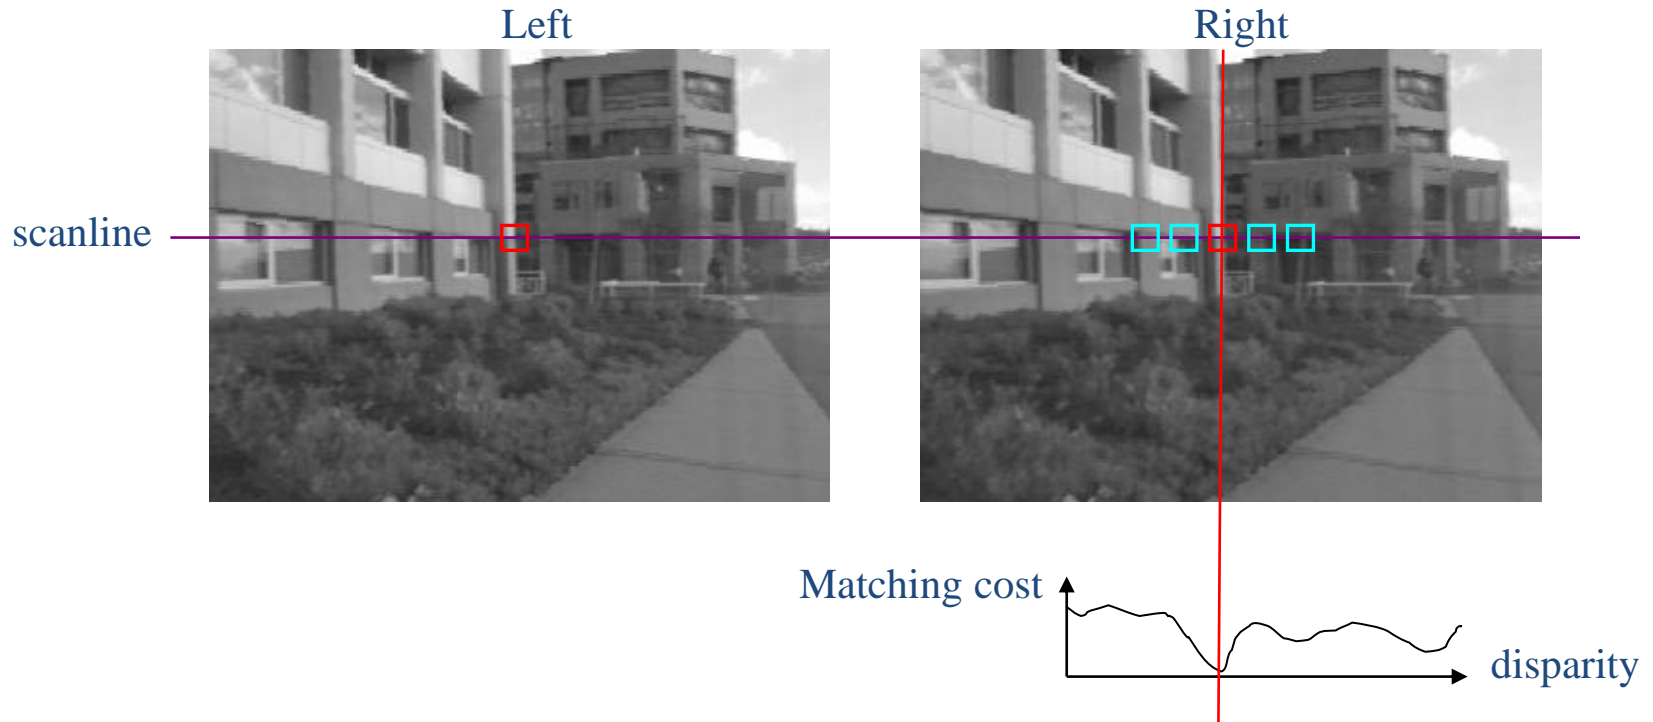 Left
Right
scanline
Matching cost
disparity